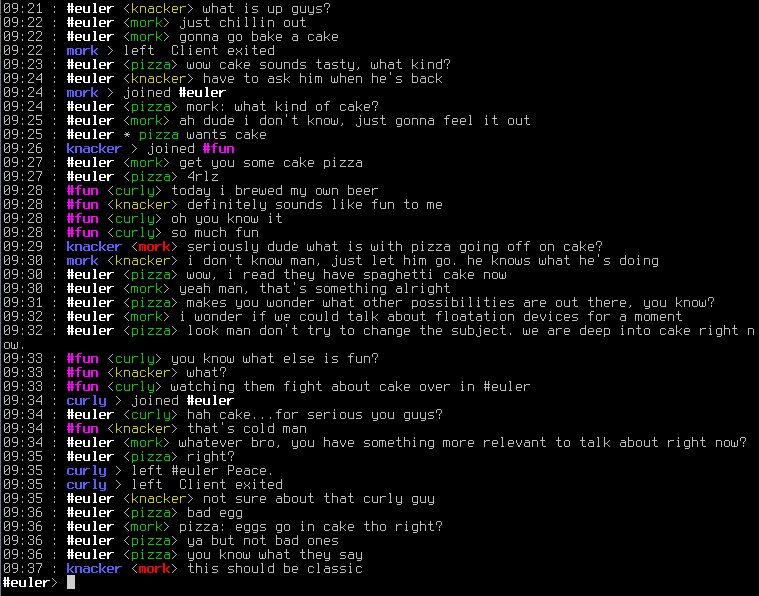 09:21 : #euler <knacker> what is up guys?
09:22 : #euler <mork> just chillin out
09:22 : #euler <mork> gonna go bake a cake
09:22 : mork > left  Client exited
09:23 : #euler <pizza> wow cake sounds tasty, what kind?
09:24 : #euler <knacker> have to ask him when he's back
09:24 : mork > joined #euler
09:24 : #euler <pizza> mork: what kind of cake?
09:25 : #euler <mork> ah dude i don't know, just gonna feel it out
09:25 : #euler * pizza wants cake
09:26 : knacker > joined #fun
09:27 : #euler <mork> get you some cake pizza
09:27 : #euler <pizza> 4rlz
09:28 : #fun <curly> today i brewed my own beer
09:28 : #fun <knacker> definitely sounds like fun to me
09:28 : #fun <curly> oh you know it
09:28 : #fun <curly> so much fun
09:29 : knacker <mork> seriously dude what is with pizza going off on cake?
09:30 : mork <knacker> i don't know man, just let him go. he knows what he's doing
09:30 : #euler <pizza> wow, i read they have spaghetti cake now
09:30 : #euler <mork> yeah man, that's something alright
09:31 : #euler <pizza> makes you wonder what other possibilities are out there, you know?
09:32 : #euler <mork> i wonder if we could talk about floatation devices for a moment
09:32 : #euler <pizza> look man don't try to change the subject. we are deep into cake right n
ow.
09:33 : #fun <curly> you know what else is fun?
09:33 : #fun <knacker> what?
09:33 : #fun <curly> watching them fight about cake over in #euler
09:34 : curly > joined #euler
09:34 : #euler <curly> hah cake...for serious you guys?
09:34 : #fun <knacker> that's cold man
09:34 : #euler <mork> whatever bro, you have something more relevant to talk about right now?
09:35 : #euler <pizza> right?
09:35 : curly > left #euler Peace.
09:35 : curly > left  Client exited
09:35 : #euler <knacker> not sure about that curly guy
09:36 : #euler <pizza> bad egg
09:36 : #euler <mork> pizza: eggs go in cake tho right?
09:36 : #euler <pizza> ya but not bad ones
09:36 : #euler <pizza> you know what they say
09:37 : knacker <mork> this should be classic
#euler>